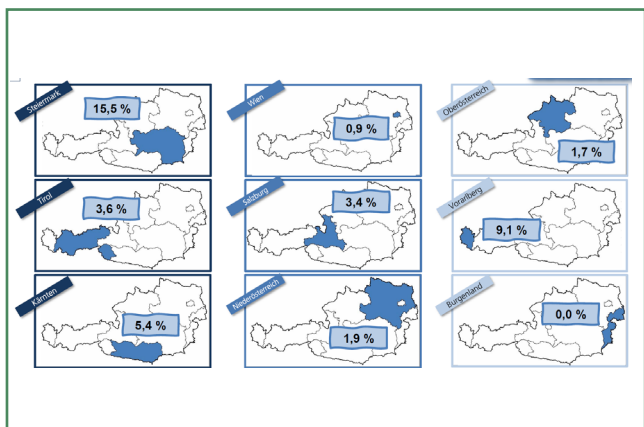 Steiermark
15,5 %
Wien
0,9 %
Oberösterreich
1,7 %
Tirol
3,6 %
Salzburg
3,4 %
Vorarlberg
9,1 %
Kärnten
5,4 %
Niederösterreich
1,9 %
Burgenland
0,0 %